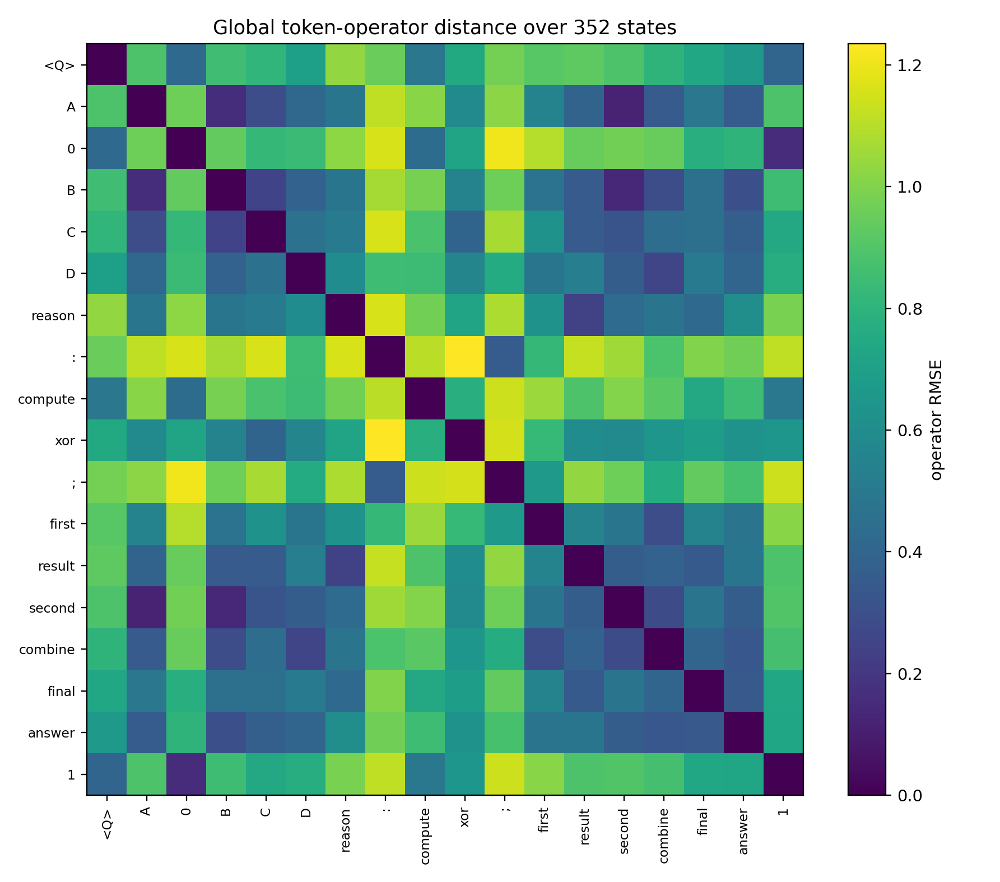 Global token-operator distance over 352 states
<Q>
A
0
B
C
D
reason
:
compute
xor
;
first
result
second
combine
final
answer
1
<Q>
A
0
B
C
D
reason
:
compute
xor
;
first
result
second
combine
final
answer
1
1.2
1.0
0.8
0.6
0.4
0.2
0.0
operator RMSE